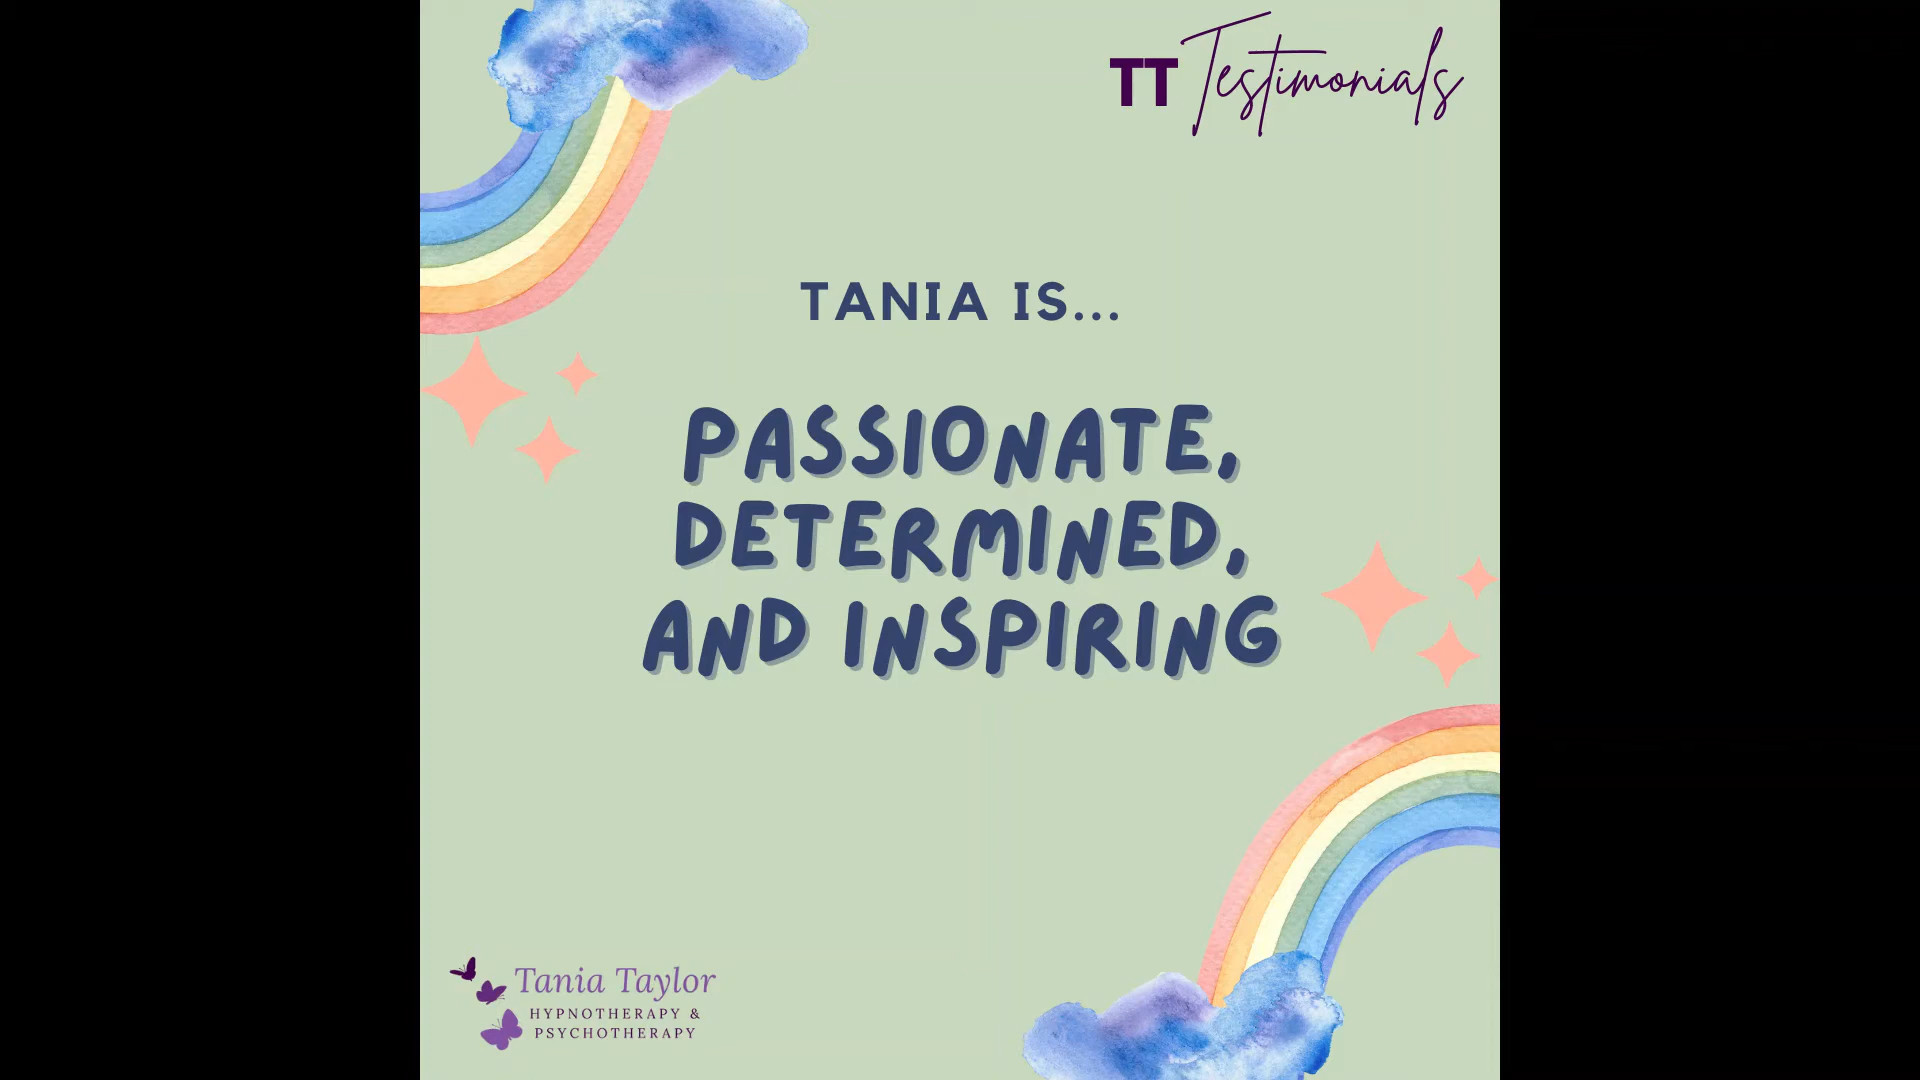 TT Testimonials
TANIA IS...
PASSIONATE,
DETERMINED,
AND INSPIRING
Tania Taylor
HYPNOTHERAPY &
PSYCHOTHERAPY